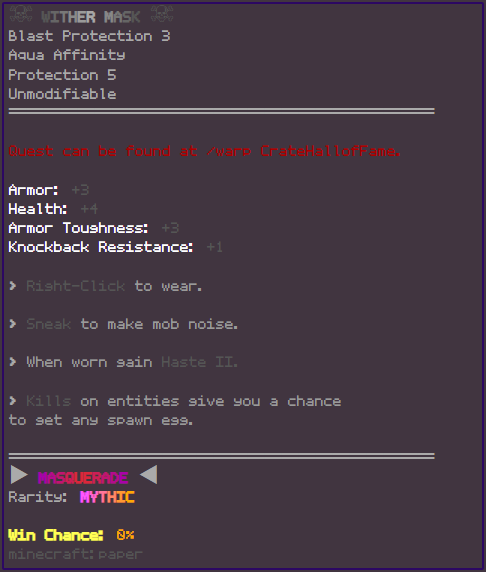 ☠ WITHER MASK ☠
Blast Protection 3
Aqua Affinity
Protection 5
Unmodifiable
Quest can be found at /warp CrateHallofFame.
Armor: +3
Health: +4
Armor Toughness: +3
Knockback Resistance: +1
> Right-Click to wear.
> Sneak to make mob noise.
> When worn gain Haste II.
> Kills on entities give you a chance
to get any spawn egg.
▶ MASQUERADE ◀
Rarity: MYTHIC
Win Chance: 0%
minecraft:paper